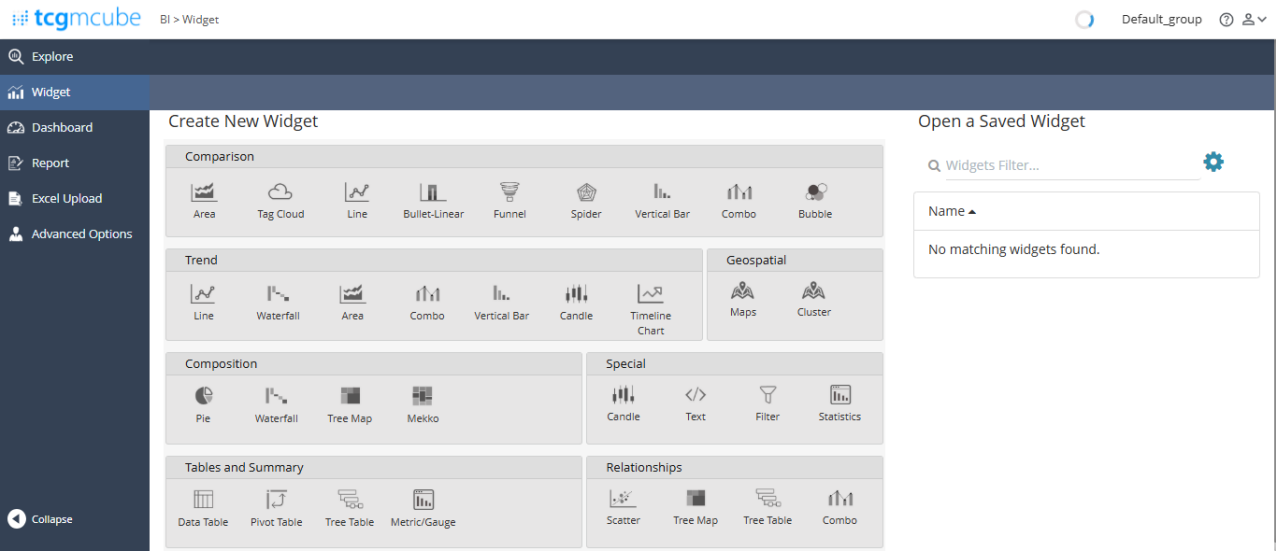 tcgmcube
BI > Widget
Default_group
Explore
Widget
Dashboard
Report
Excel Upload
Advanced Options
Collapse
Create New Widget
Comparison
Area
Tag Cloud
Line
Bullet-Linear
Funnel
Spider
Vertical Bar
Combo
Bubble
Trend
Line
Waterfall
Area
Combo
Vertical Bar
Candle
Timeline
Chart
Geospatial
Maps
Cluster
Composition
Pie
Waterfall
Tree Map
Mekko
Special
Candle
Text
Filter
Statistics
Tables and Summary
Data Table
Pivot Table
Tree Table
Metric/Gauge
Relationships
Scatter
Tree Map
Tree Table
Combo
Open a Saved Widget
Widgets Filter...
Name
No matching widgets found.